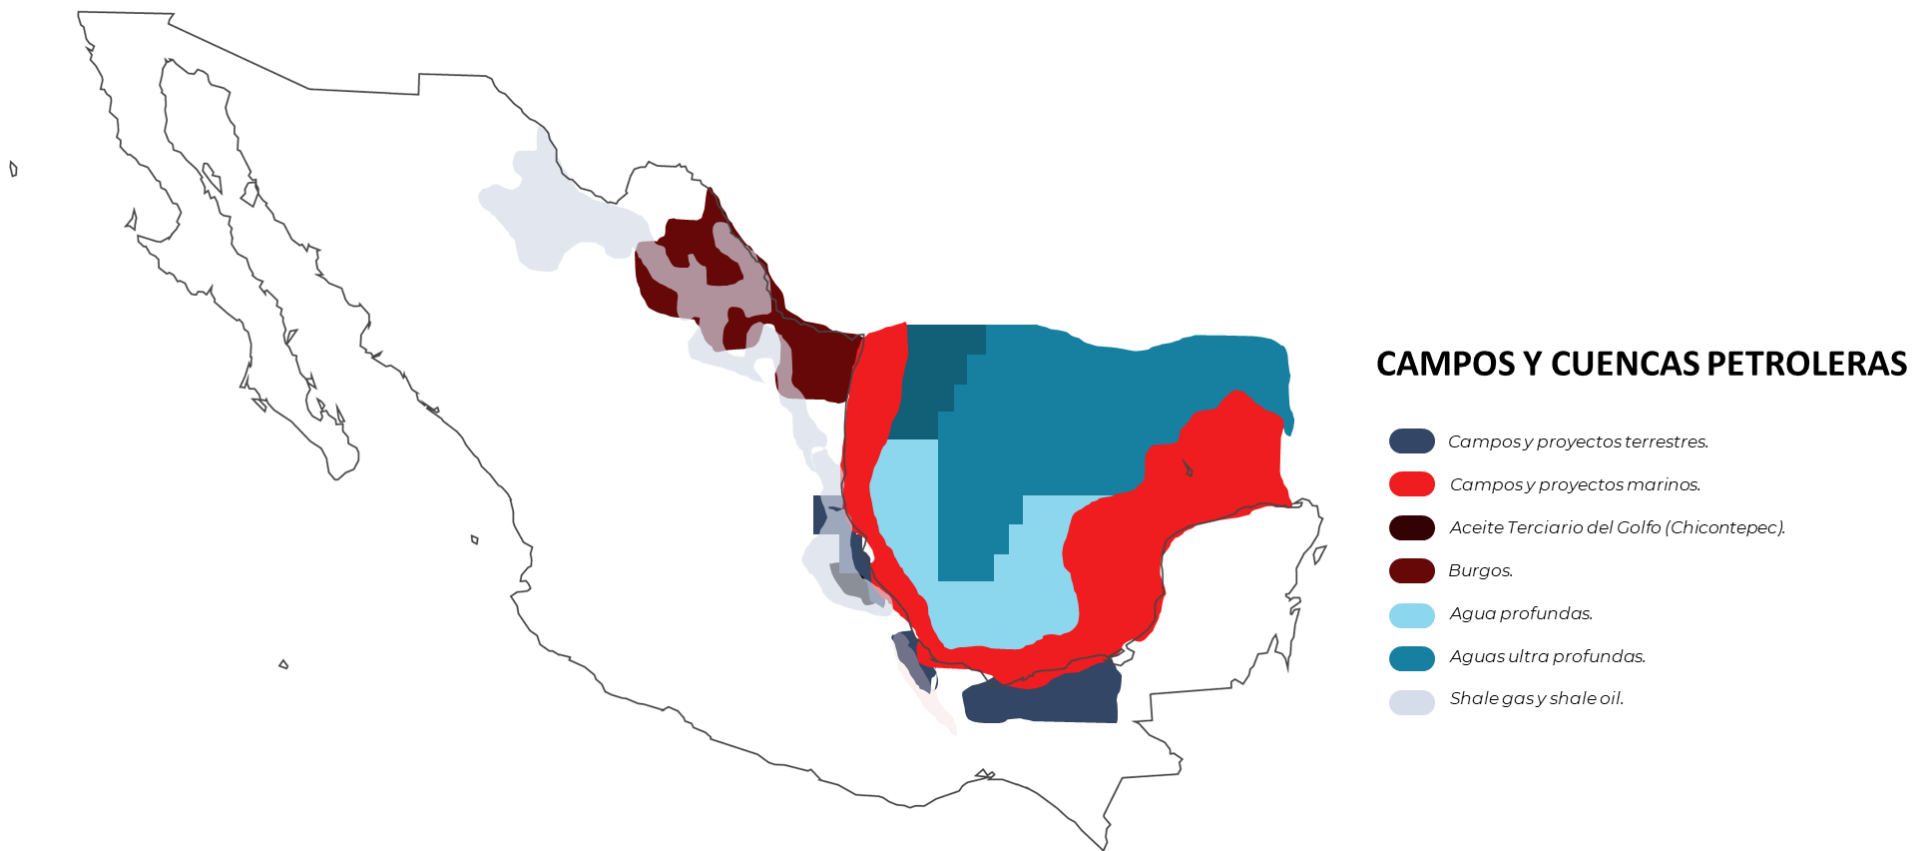 CAMPOS Y CUENCAS PETROLERAS
Campos y proyectos terrestres.
Campos y proyectos marinos.
Aceite Terciario del Golfo (Chicontepec).
Burgos.
Agua profundas.
Aguas ultra profundas.
Shale gas y shale oil.